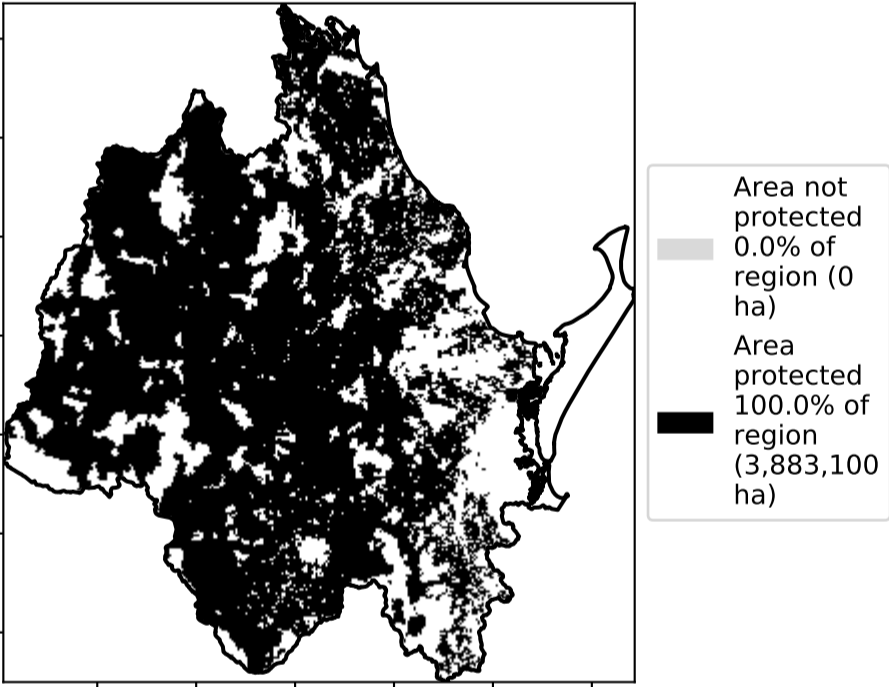 Area not
protected
0.0% of
region (0
ha)
Area
protected
100.0% of
region
(3,883,100
ha)